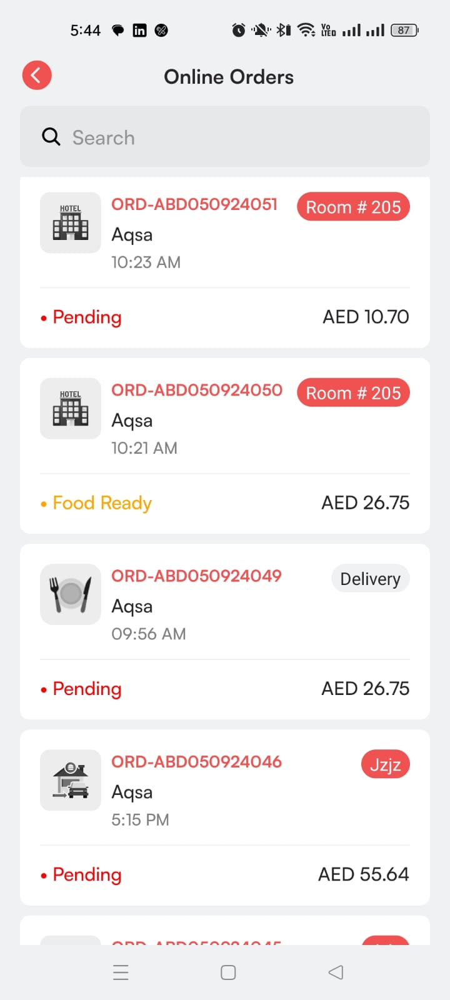 5:44
Vo LTED
87
Online Orders
Search
HOTEL
ORD-ABD050924051
Room # 205
Aqsa
10:23 AM
• Pending
AED 10.70
HOTEL
ORD-ABD050924050
Room # 205
Aqsa
10:21 AM
• Food Ready
AED 26.75
ORD-ABD050924049
Delivery
Aqsa
09:56 AM
• Pending
AED 26.75
ORD-ABD050924046
Jzjz
Aqsa
5:15 PM
• Pending
AED 55.64